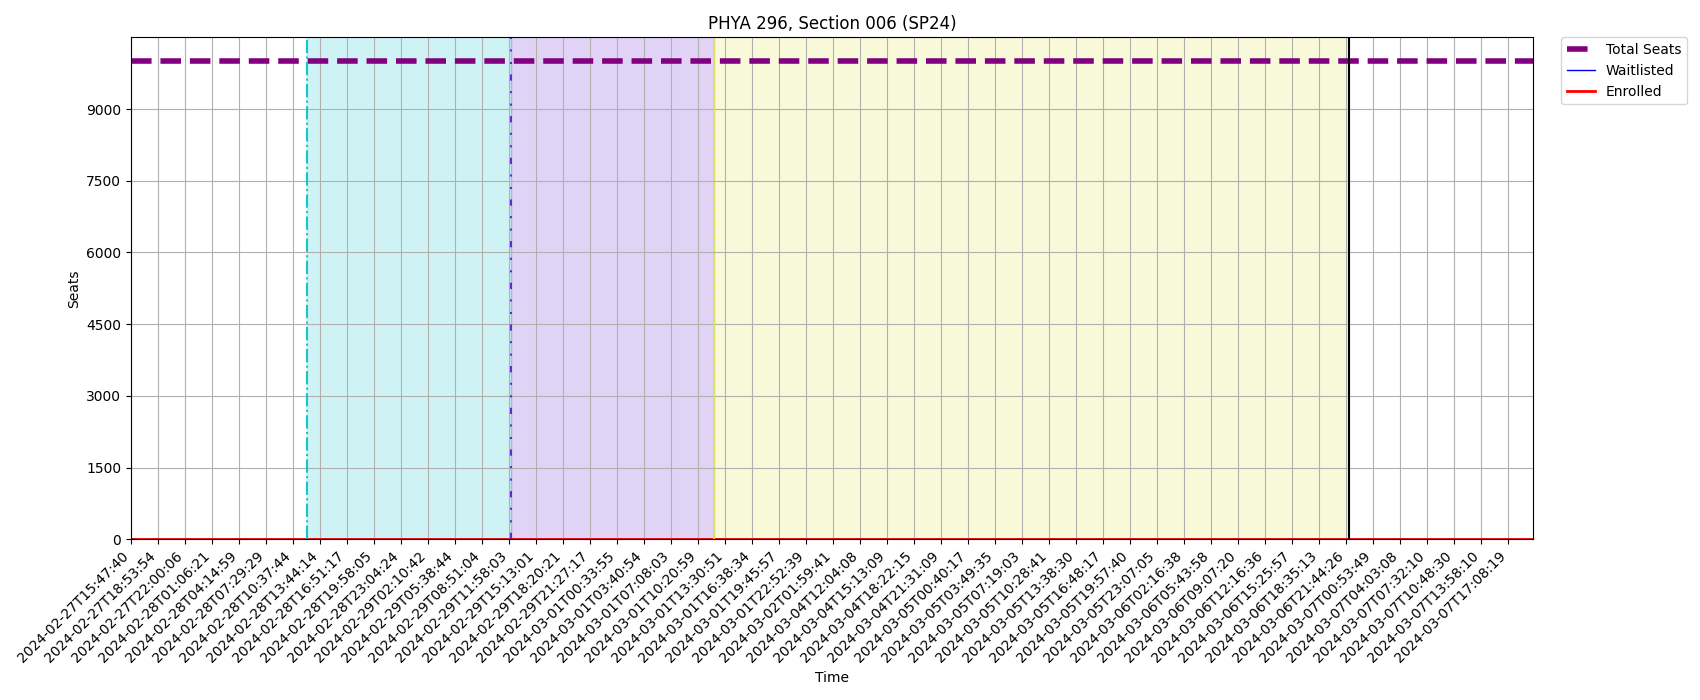 PHYA 296, Section 006 (SP24)
Total Seats
Waitlisted
Enrolled
Seats
9000
7500
6000
4500
3000
1500
0
2024-02-27T15:47:40
2024-02-27T18:53:54
2024-02-27T22:00:06
2024-02-28T01:06:21
2024-02-28T04:14:59
2024-02-28T07:29:29
2024-02-28T10:37:44
2024-02-28T13:44:14
2024-02-28T16:51:17
2024-02-28T19:58:05
2024-02-28T23:04:24
2024-02-29T02:10:42
2024-02-29T05:38:44
2024-02-29T08:51:04
2024-02-29T11:58:03
2024-02-29T15:13:01
2024-02-29T18:20:21
2024-02-29T21:27:17
2024-03-01T00:33:55
2024-03-01T03:40:54
2024-03-01T07:08:03
2024-03-01T10:20:59
2024-03-01T13:30:51
2024-03-01T16:38:34
2024-03-01T19:45:57
2024-03-01T22:52:39
2024-03-02T01:59:41
2024-03-04T12:04:08
2024-03-04T15:13:09
2024-03-04T18:22:15
2024-03-04T21:31:09
2024-03-05T00:40:17
2024-03-05T03:49:35
2024-03-05T07:19:03
2024-03-05T10:28:41
2024-03-05T13:38:30
2024-03-05T16:48:17
2024-03-05T19:57:40
2024-03-05T23:07:05
2024-03-06T02:16:38
2024-03-06T05:43:58
2024-03-06T09:07:20
2024-03-06T12:16:36
2024-03-06T15:25:57
2024-03-06T18:35:13
2024-03-06T21:44:26
2024-03-07T00:53:49
2024-03-07T04:03:08
2024-03-07T07:32:10
2024-03-07T10:48:30
2024-03-07T13:58:10
2024-03-07T17:08:19
Time